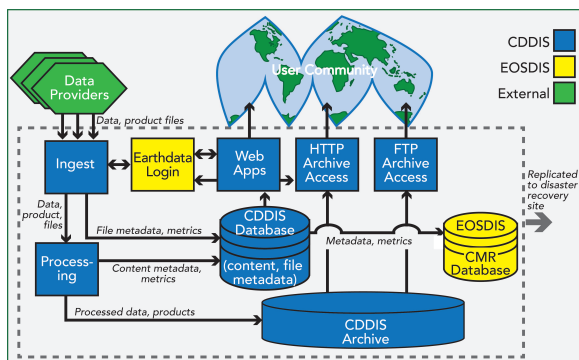 CDDIS
EOSDIS
External
Data
Providers
User Community
Data, product files
Ingest
Earthdata
Login
Web
Apps
HTTP
Archive
Access
FTP
Archive
Access
Replicated
to disaster
recovery
site
Data,
product,
files
File metadata, metrics
CDDIS
Database
(content, file
metadata)
Metadata, metrics
EOSDIS
CMR
Database
Process-
ing
Content metadata,
metrics
Processed data, products
CDDIS
Archive